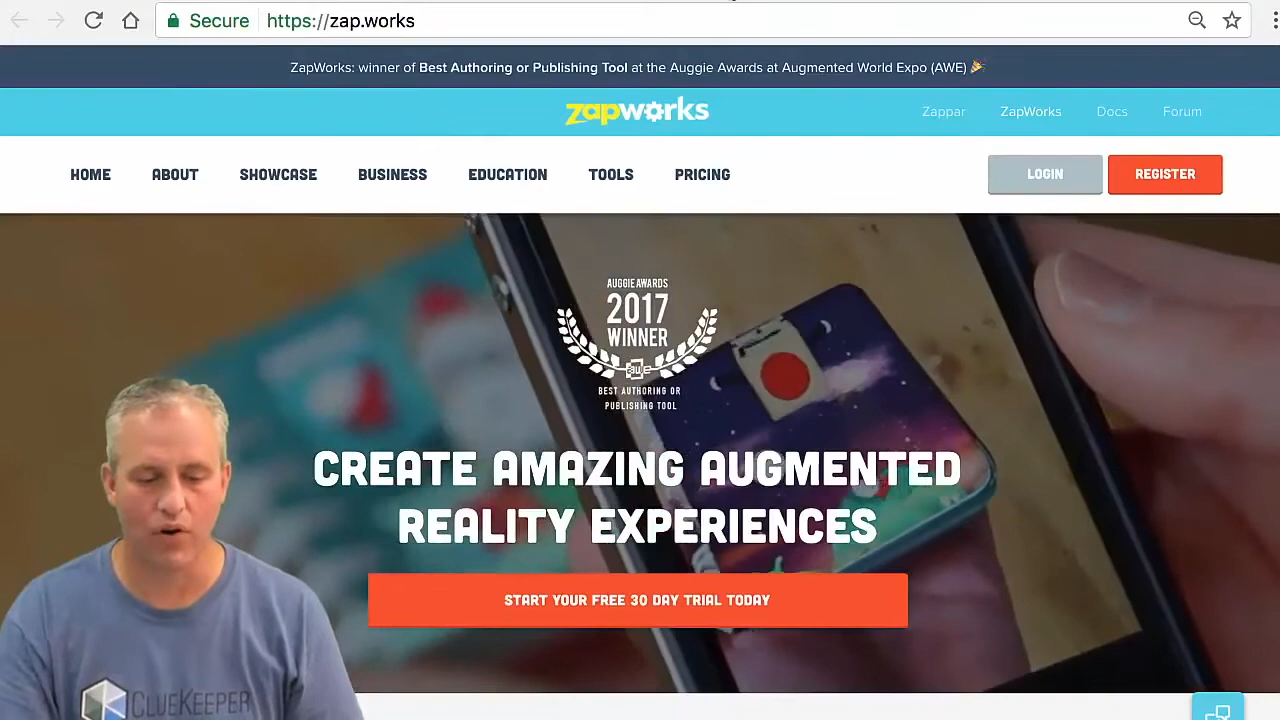 Secure https://zap.works
ZapWorks: winner of Best Authoring or Publishing Tool at the Auggie Awards at Augmented World Expo (AWE) 🎉
zapworks
Zappar ZapWorks Docs Forum
HOME ABOUT SHOWCASE BUSINESS EDUCATION TOOLS PRICING LOGIN REGISTER
AUGGIE AWARDS
2017
WINNER
BEST AUTHORING OR
PUBLISHING TOOL
CREATE AMAZING AUGMENTED
REALITY EXPERIENCES
START YOUR FREE 30 DAY TRIAL TODAY
CLUEKEEPER